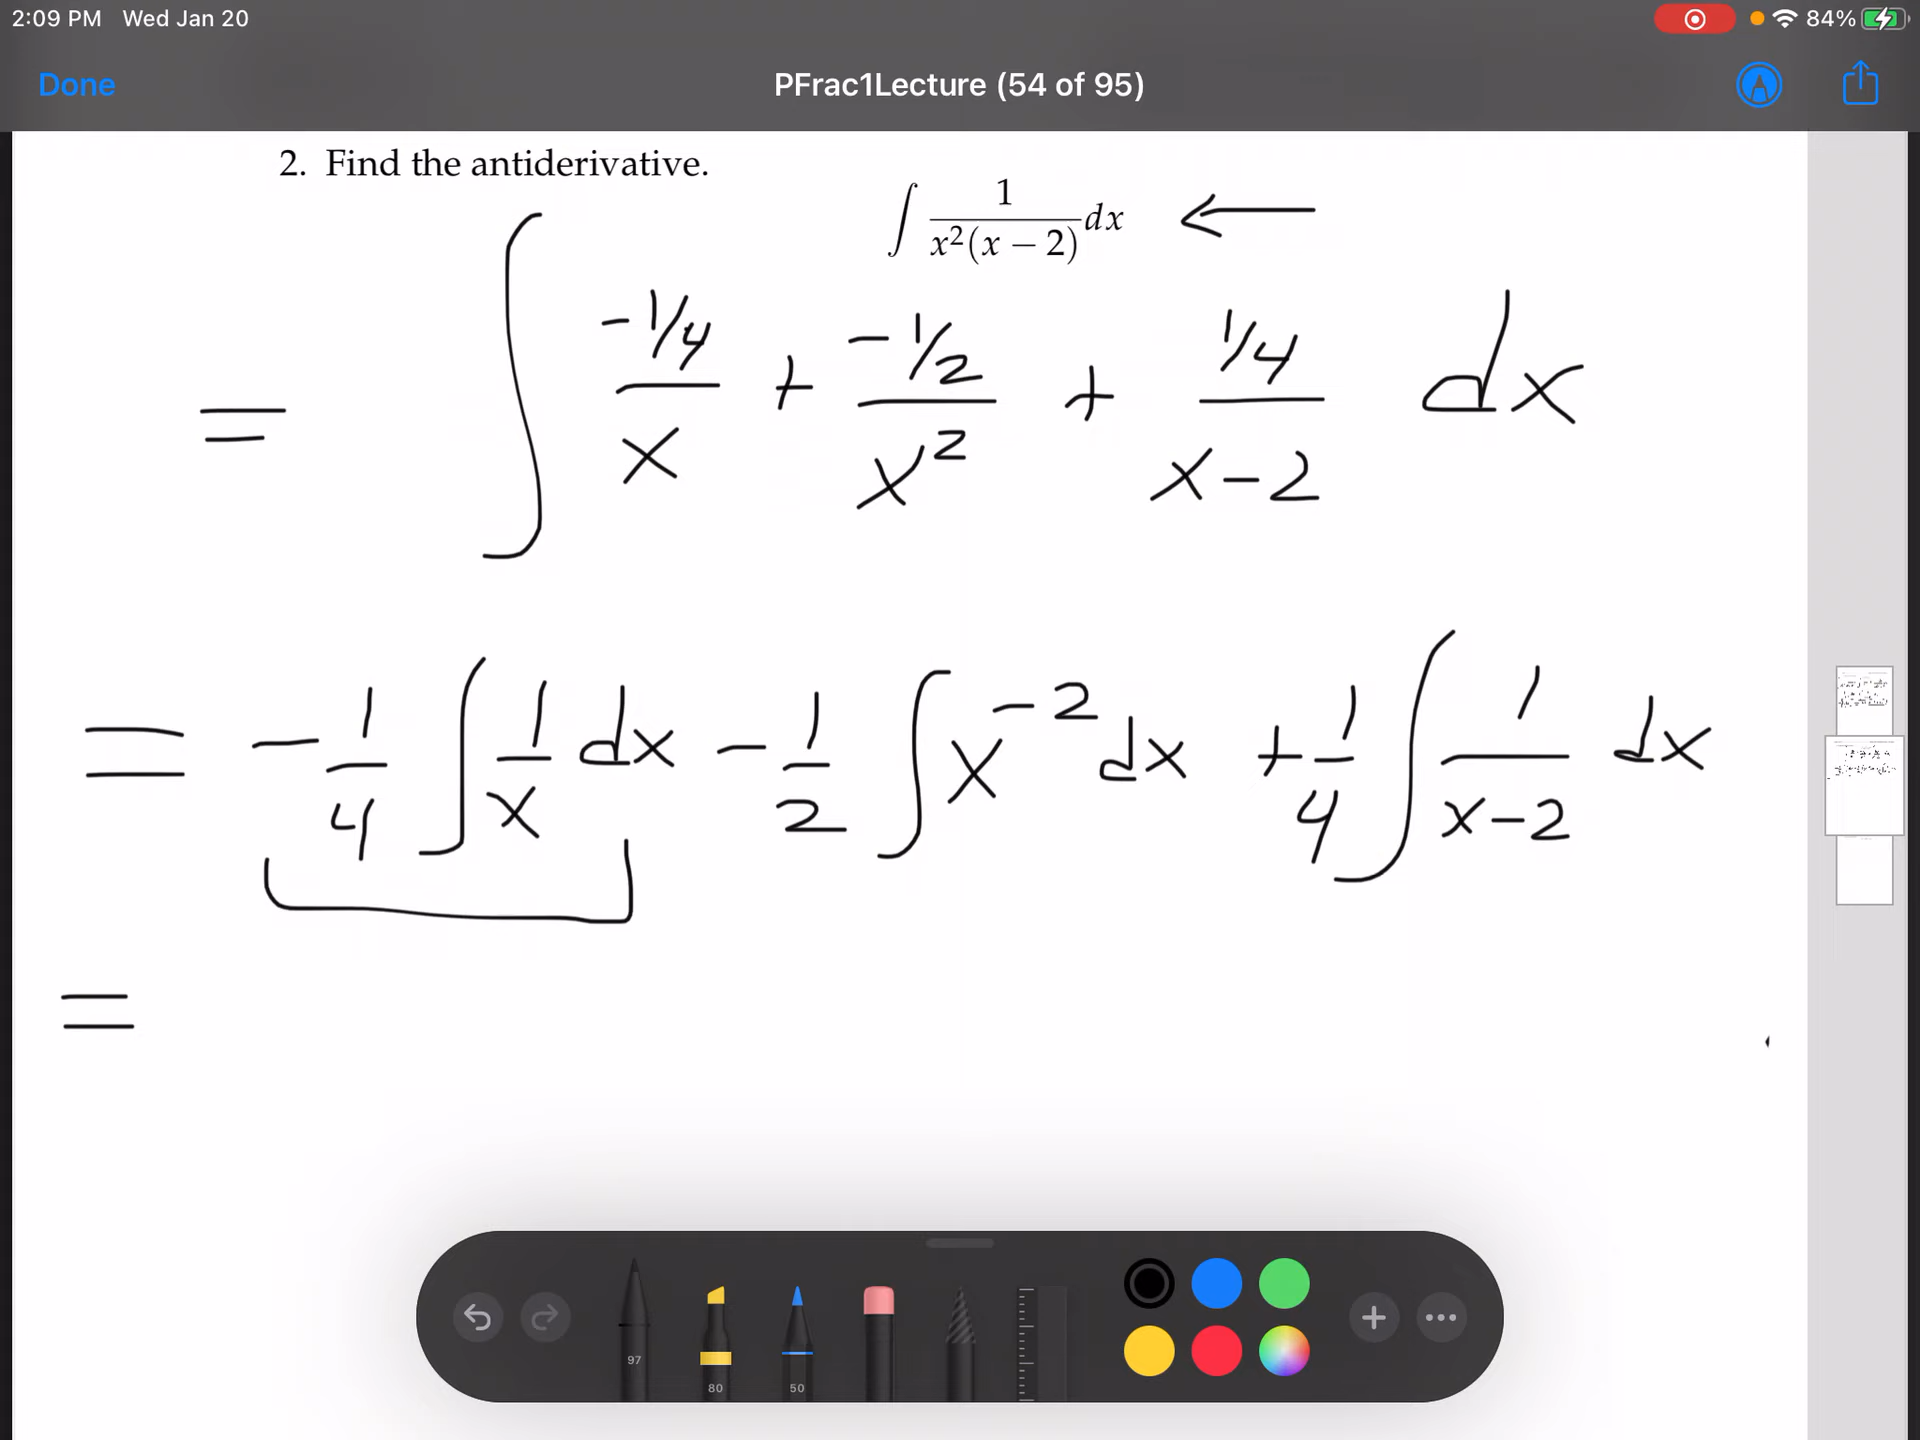 2:09 PM Wed Jan 20 84%
Done PFrac1Lecture (54 of 95)
2. Find the antiderivative.
∫ 1/(x²(x − 2)) dx ←
= ∫ (-1/4)/x + (-1/2)/x² + (1/4)/(x-2) dx
= -1/4 ∫ 1/x dx - 1/2 ∫ x⁻² dx + 1/4 ∫ 1/(x-2) dx
=
97 80 50